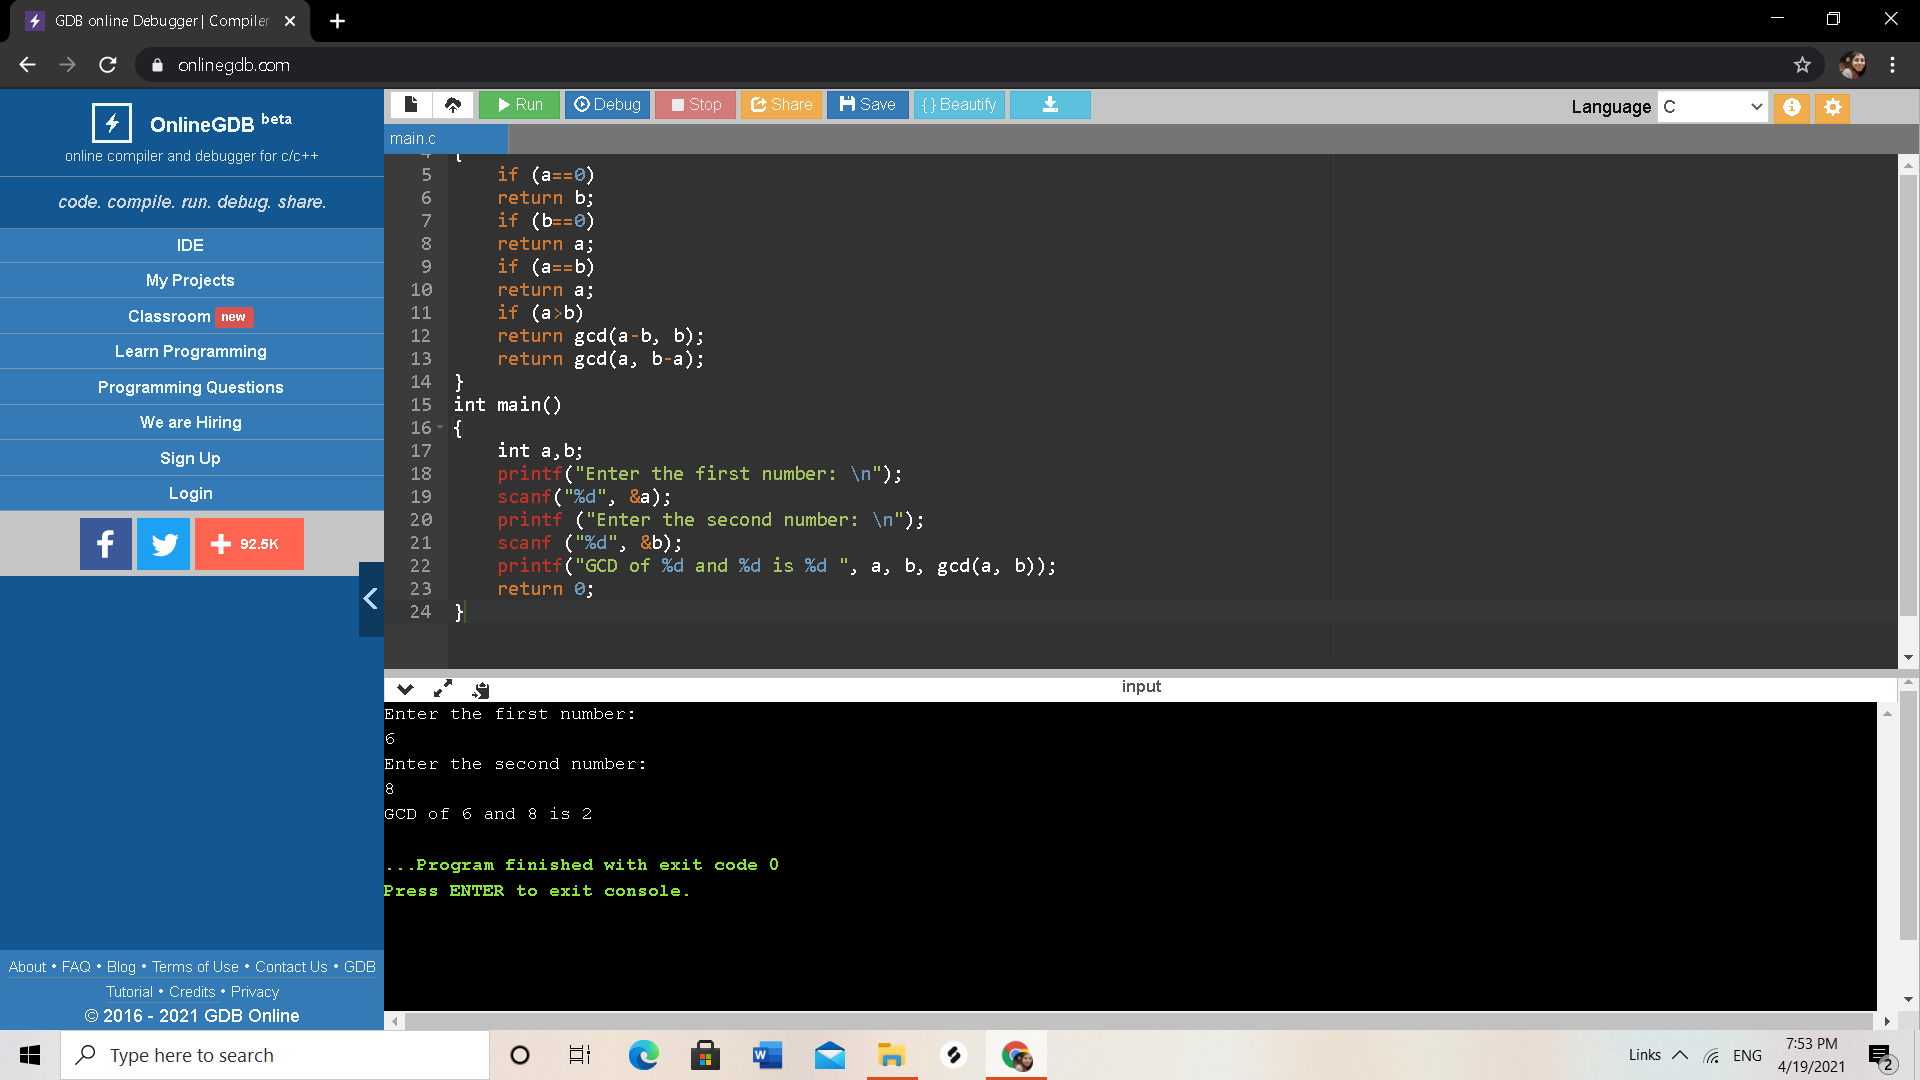 GDB online Debugger | Compiler
onlinegdb.com
OnlineGDB beta
online compiler and debugger for c/c++
code. compile. run. debug. share.
IDE
My Projects
Classroom new
Learn Programming
Programming Questions
We are Hiring
Sign Up
Login
92.5K
About • FAQ • Blog • Terms of Use • Contact Us • GDB
Tutorial • Credits • Privacy
© 2016 - 2021 GDB Online
Run Debug Stop Share Save {} Beautify
Language C
main.c
4 {
5 if (a==0)
6 return b;
7 if (b==0)
8 return a;
9 if (a==b)
10 return a;
11 if (a>b)
12 return gcd(a-b, b);
13 return gcd(a, b-a);
14 }
15 int main()
16 {
17 int a,b;
18 printf("Enter the first number: \n");
19 scanf("%d", &a);
20 printf ("Enter the second number: \n");
21 scanf ("%d", &b);
22 printf("GCD of %d and %d is %d ", a, b, gcd(a, b));
23 return 0;
24 }
input
Enter the first number:
6
Enter the second number:
8
GCD of 6 and 8 is 2
...Program finished with exit code 0
Press ENTER to exit console.
Type here to search
Links
ENG
7:53 PM
4/19/2021
2